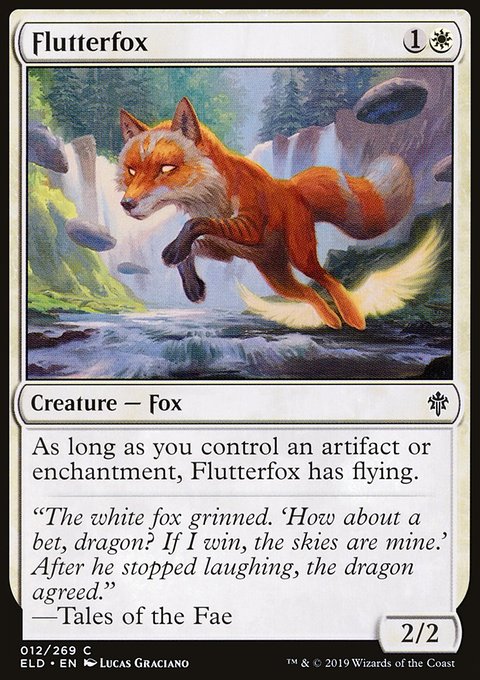 Flutterfox
1
Creature — Fox
As long as you control an artifact or
enchantment, Flutterfox has flying.
“The white fox grinned. ‘How about a
bet, dragon? If I win, the skies are mine.’
After he stopped laughing, the dragon
agreed.”
—Tales of the Fae
2/2
012/269 C
ELD • EN Lucas Graciano
™ & © 2019 Wizards of the Coast